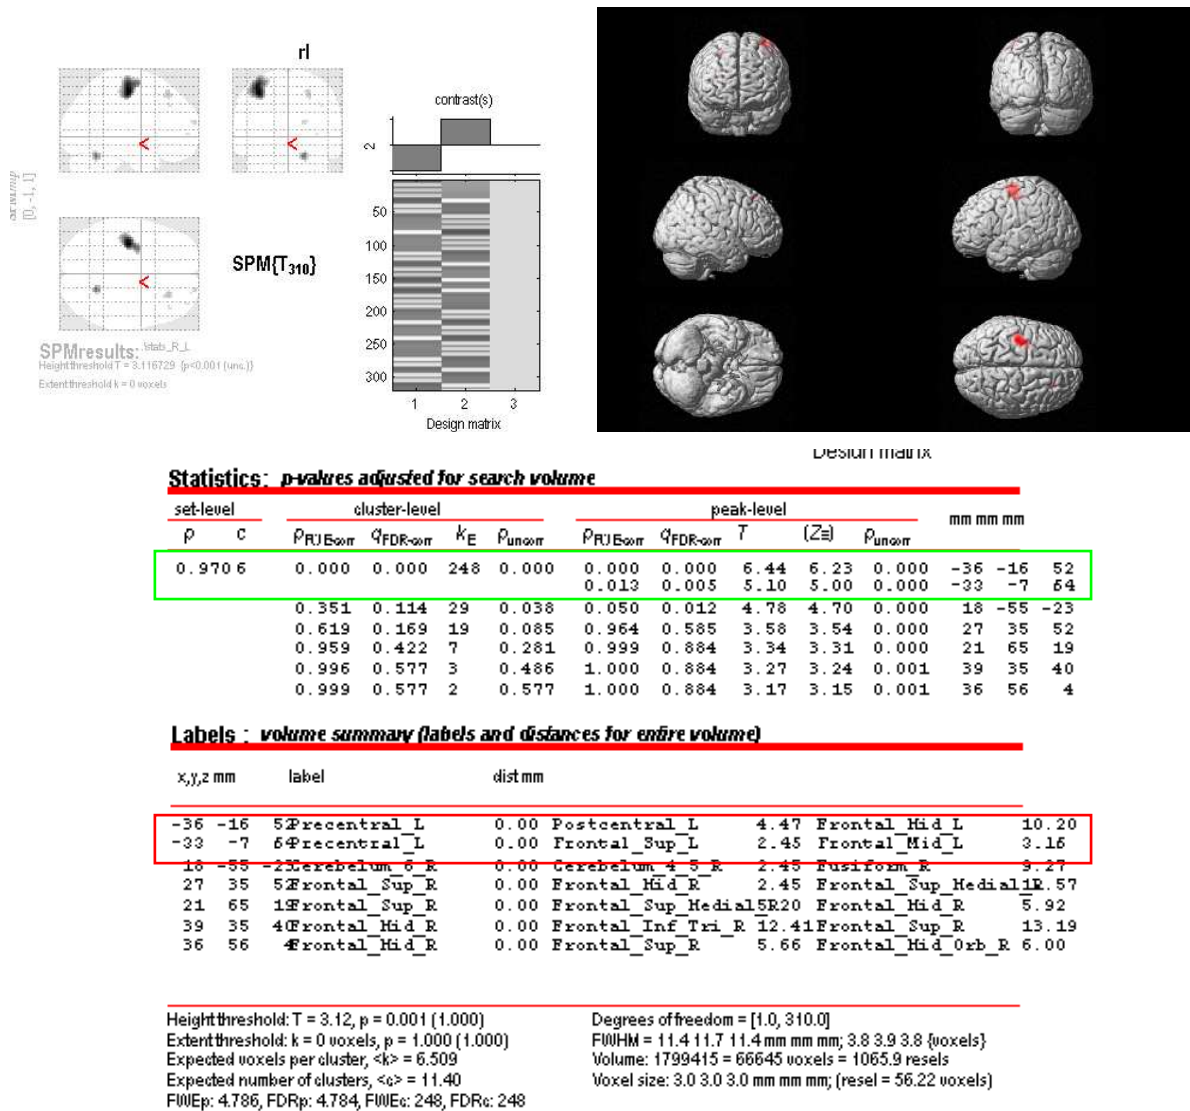 rl
contrast(s)
2
[0, -1, 1]
<
<
<
SPM{T310}
50
100
150
200
250
300
1 2 3
Design matrix
SPMresults: .\stab_R_L
Height threshold T = 3.116729 {p<0.001 (unc.)}
Extent threshold k = 0 voxels
Design matrix
Statistics: p-values adjusted for search volume
set-level cluster-level peak-level mm mm mm
p c pFWE-corr qFDR-corr kE puncorr pFWE-corr qFDR-corr T (Z≡) puncorr
0.970 6 0.000 0.000 248 0.000 0.000 0.000 6.44 6.23 0.000 -36 -16 52
0.013 0.005 5.10 5.00 0.000 -33 -7 64
0.351 0.114 29 0.038 0.050 0.012 4.78 4.70 0.000 18 -55 -23
0.619 0.169 19 0.085 0.964 0.585 3.58 3.54 0.000 27 35 52
0.959 0.422 7 0.281 0.999 0.884 3.34 3.31 0.000 21 65 19
0.996 0.577 3 0.486 1.000 0.884 3.27 3.24 0.001 39 35 40
0.999 0.577 2 0.577 1.000 0.884 3.17 3.15 0.001 36 56 4
Labels : volume summary (labels and distances for entire volume)
x,y,z mm label dist mm
-36 -16 52 Precentral_L 0.00 Postcentral_L 4.47 Frontal_Mid_L 10.20
-33 -7 64 Precentral_L 0.00 Frontal_Sup_L 2.45 Frontal_Mid_L 3.16
18 -55 -23 Cerebelum_6_R 0.00 Cerebelum_4_5_R 2.45 Fusiform_R 9.27
27 35 52 Frontal_Sup_R 0.00 Frontal_Mid_R 2.45 Frontal_Sup_Medial_R .57
21 65 19 Frontal_Sup_R 0.00 Frontal_Sup_Medial_R 5.20 Frontal_Mid_R 5.92
39 35 40 Frontal_Mid_R 0.00 Frontal_Inf_Tri_R 12.41 Frontal_Sup_R 13.19
36 56 4 Frontal_Mid_R 0.00 Frontal_Sup_R 5.66 Frontal_Mid_Orb_R 6.00
Height threshold: T = 3.12, p = 0.001 (1.000)
Extent threshold: k = 0 voxels, p = 1.000 (1.000)
Expected voxels per cluster, <k> = 6.509
Expected number of clusters, <c> = 11.40
FWEp: 4.786, FDRp: 4.784, FWEc: 248, FDRc: 248
Degrees of freedom = [1.0, 310.0]
FWHM = 11.4 11.7 11.4 mm mm mm; 3.8 3.9 3.8 {voxels}
Volume: 1799415 = 66645 voxels = 1065.9 resels
Voxel size: 3.0 3.0 3.0 mm mm mm; (resel = 56.22 voxels)